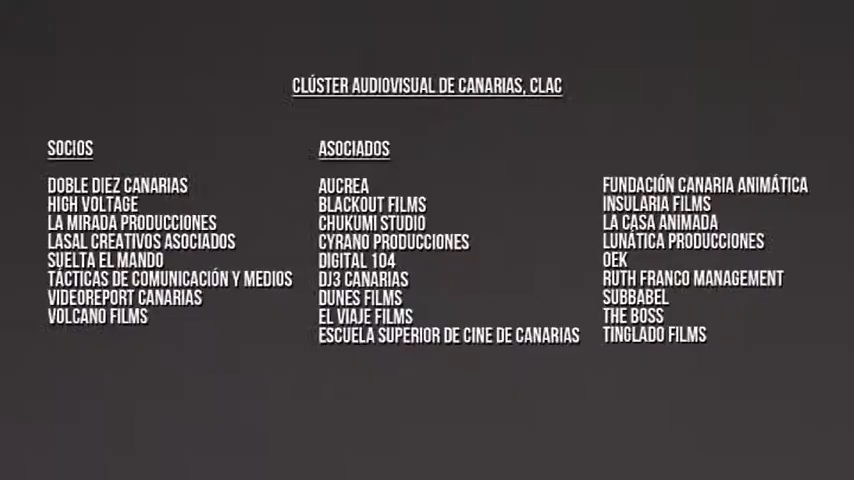 CLÚSTER AUDIOVISUAL DE CANARIAS, CLAC
SOCIOS
DOBLE DIEZ CANARIAS
HIGH VOLTAGE
LA MIRADA PRODUCCIONES
LASAL CREATIVOS ASOCIADOS
SUELTA EL MANDO
TÁCTICAS DE COMUNICACIÓN Y MEDIOS
VIDEOREPORT CANARIAS
VOLCANO FILMS
ASOCIADOS
AUCREA
BLACKOUT FILMS
CHUKUMI STUDIO
CYRANO PRODUCCIONES
DIGITAL 104
DJ3 CANARIAS
DUNES FILMS
EL VIAJE FILMS
ESCUELA SUPERIOR DE CINE DE CANARIAS
FUNDACIÓN CANARIA ANIMÁTICA
INSULARIA FILMS
LA CASA ANIMADA
LUNÁTICA PRODUCCIONES
OEK
RUTH FRANCO MANAGEMENT
SUBBABEL
THE BOSS
TINGLADO FILMS